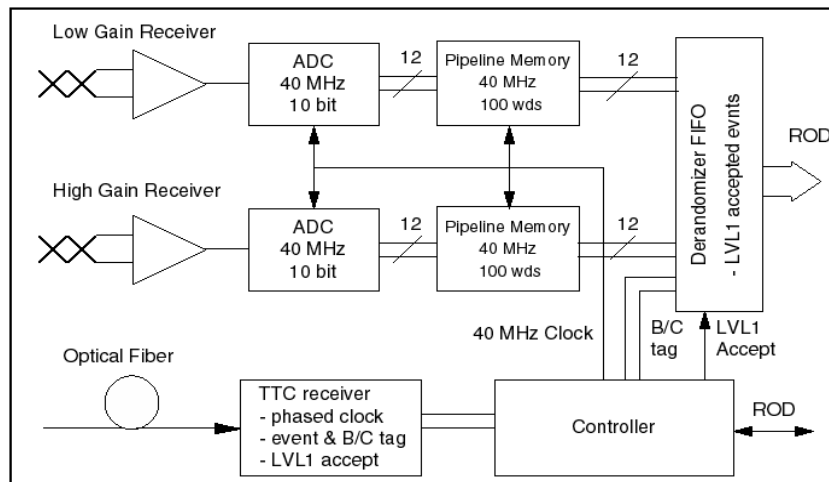 Low Gain Receiver
ADC
40 MHz
10 bit
12
Pipeline Memory
40 MHz
100 wds
12
Derandomizer FIFO
- LVL1 accepted evnts
ROD
High Gain Receiver
ADC
40 MHz
10 bit
12
Pipeline Memory
40 MHz
100 wds
12
40 MHz Clock
B/C
tag
LVL1
Accept
Optical Fiber
TTC receiver
- phased clock
- event & B/C tag
- LVL1 accept
Controller
ROD